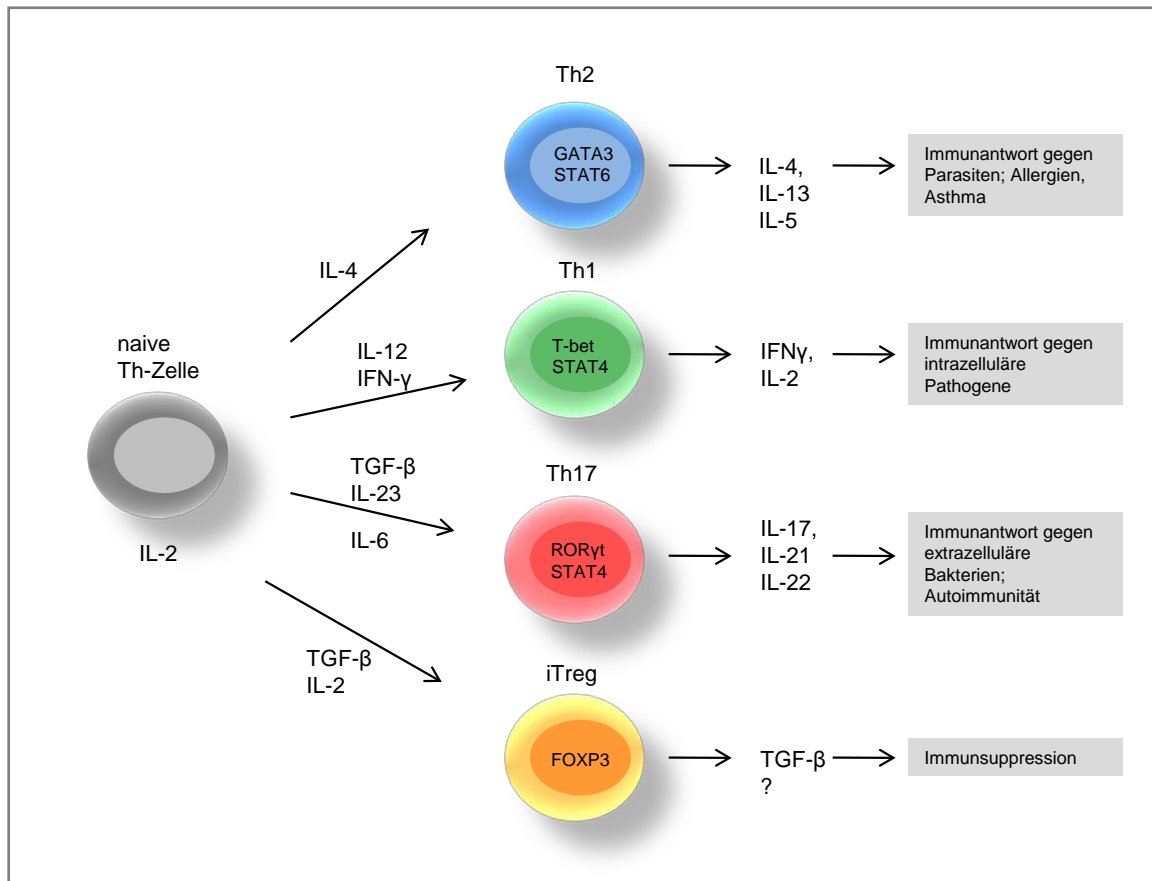 Th2
GATA3
STAT6
IL-4,
IL-13
IL-5
Immunantwort gegen
Parasiten; Allergien,
Asthma
IL-4
Th1
naive
Th-Zelle
IL-12
IFN-γ
T-bet
STAT4
IFNγ,
IL-2
Immunantwort gegen
intrazelluläre
Pathogene
TGF-β
IL-23
IL-6
Th17
IL-2
RORγt
STAT4
IL-17,
IL-21
IL-22
Immunantwort gegen
extrazelluläre
Bakterien;
Autoimmunität
TGF-β
IL-2
iTreg
FOXP3
TGF-β
?
Immunsuppression